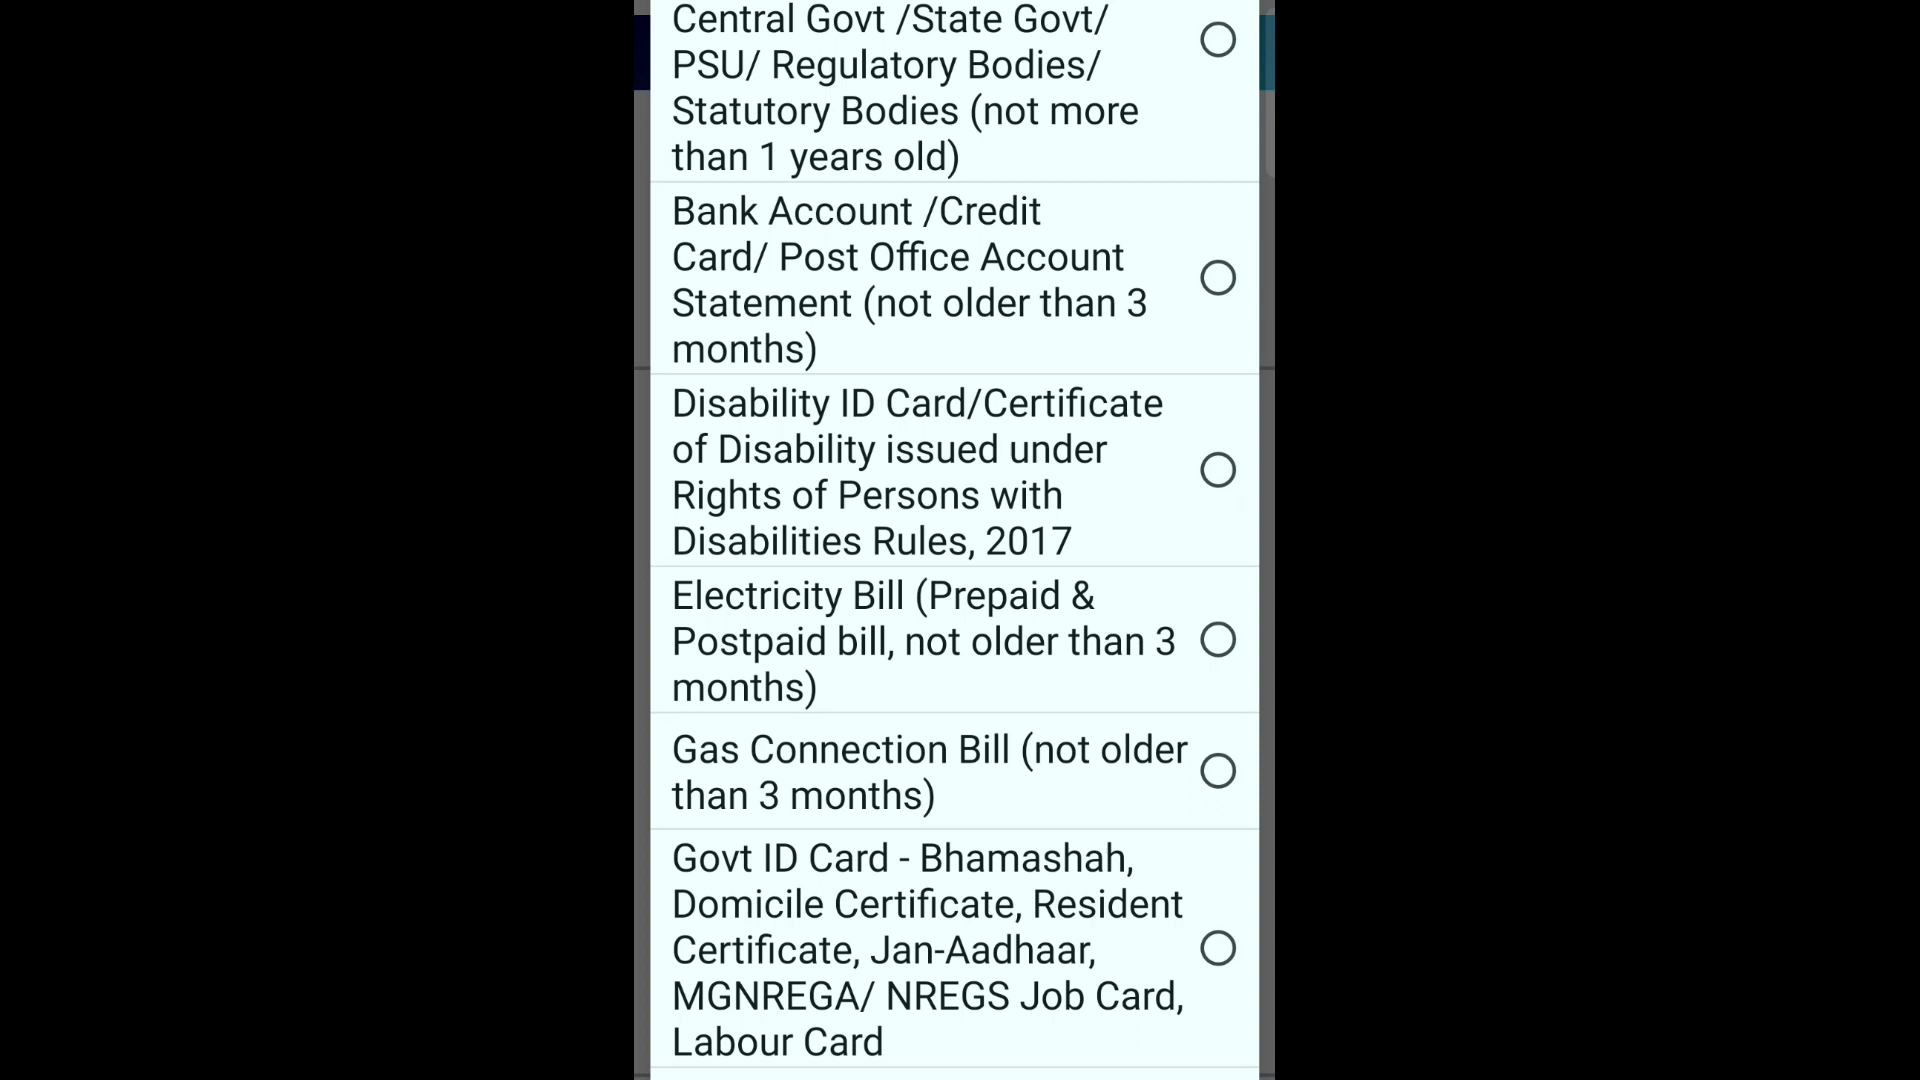 Central Govt /State Govt/
PSU/ Regulatory Bodies/
Statutory Bodies (not more
than 1 years old)
Bank Account /Credit
Card/ Post Office Account
Statement (not older than 3
months)
Disability ID Card/Certificate
of Disability issued under
Rights of Persons with
Disabilities Rules, 2017
Electricity Bill (Prepaid &
Postpaid bill, not older than 3
months)
Gas Connection Bill (not older
than 3 months)
Govt ID Card - Bhamashah,
Domicile Certificate, Resident
Certificate, Jan-Aadhaar,
MGNREGA/ NREGS Job Card,
Labour Card